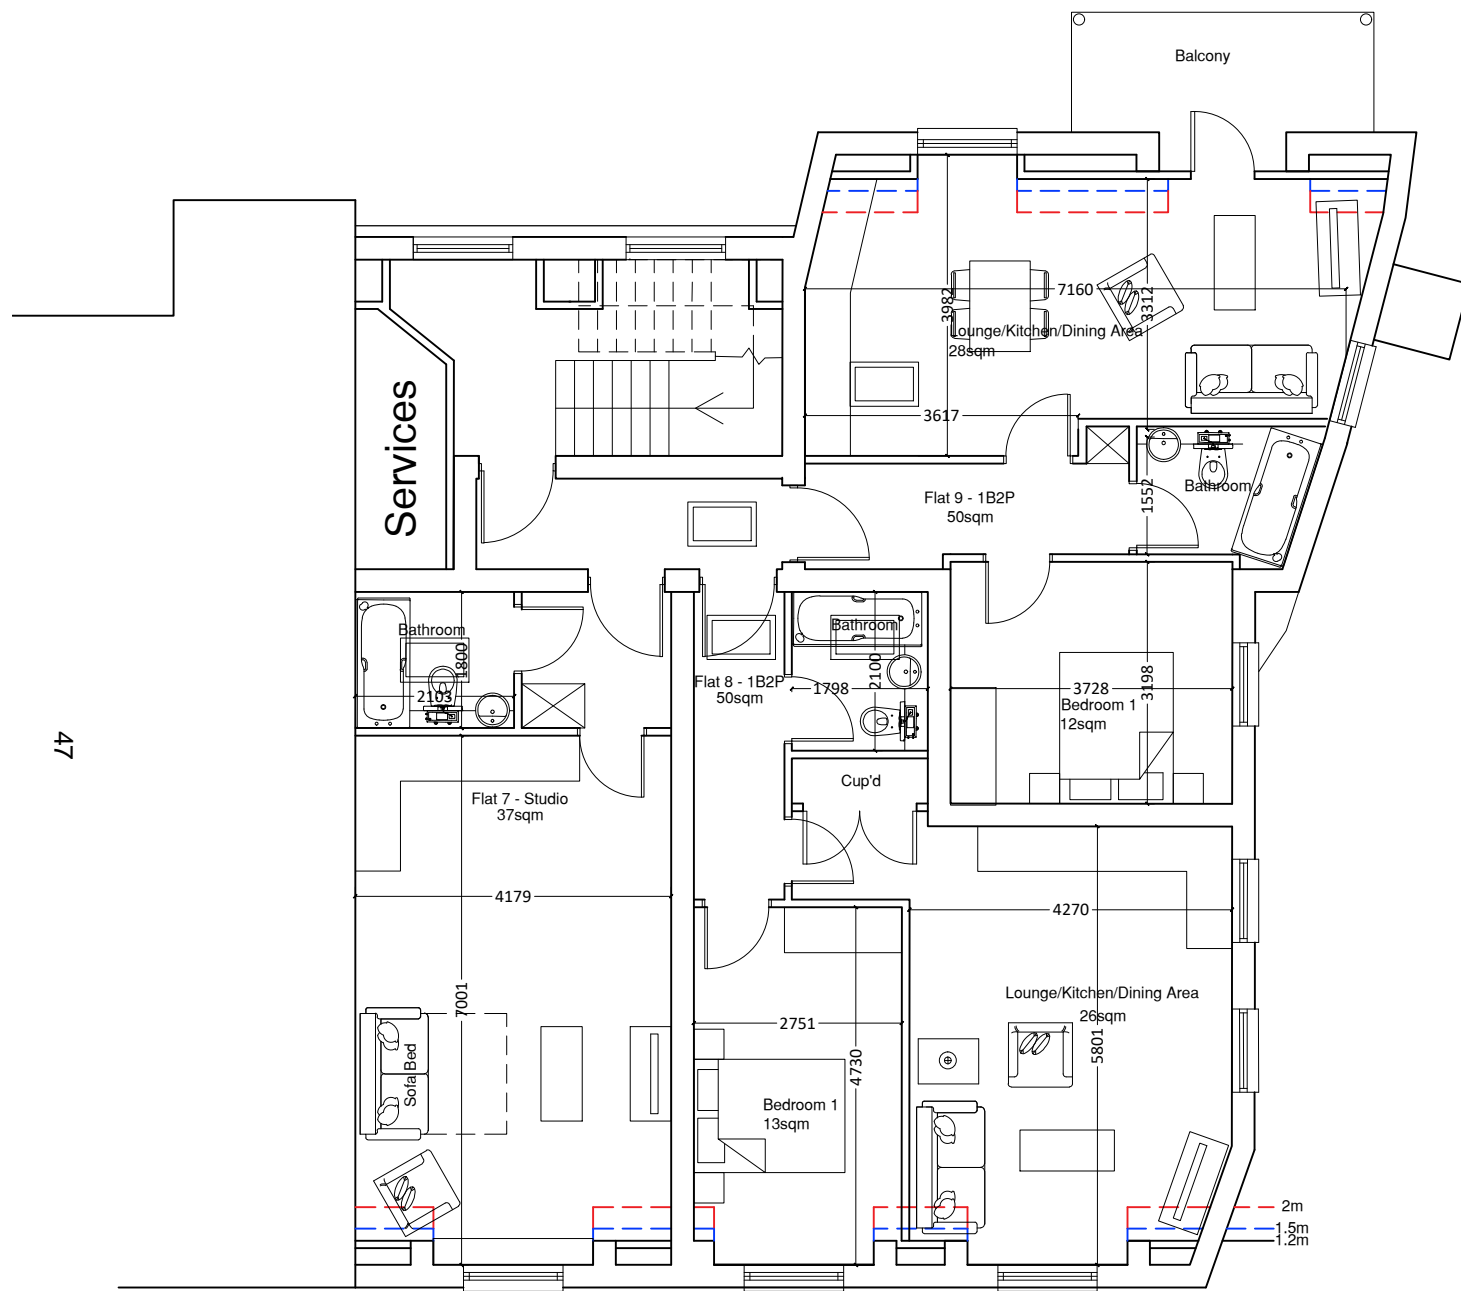 Balcony
7160
3982
3312
Lounge/Kitchen/Dining Area
28sqm
3617
Services
Flat 9 - 1B2P
50sqm
1552
Bathroom
Bathroom
1800
2103
Flat 8 - 1B2P
50sqm
Bathroom
1798
2100
3728
3198
Bedroom 1
12sqm
47
Cup'd
Flat 7 - Studio
37sqm
4179
7001
Sofa Bed
4270
Lounge/Kitchen/Dining Area
26sqm
5801
2751
4730
Bedroom 1
13sqm
2m
1.5m
1.2m